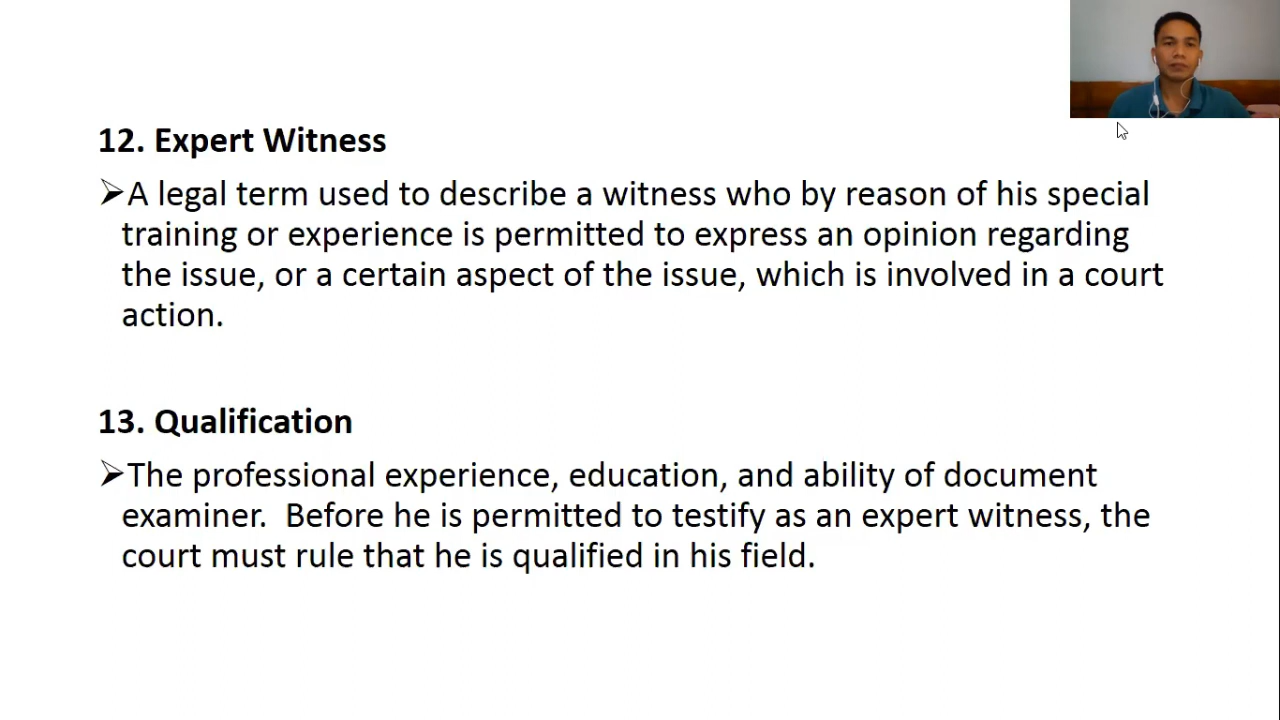 12. Expert Witness
➢A legal term used to describe a witness who by reason of his special
training or experience is permitted to express an opinion regarding
the issue, or a certain aspect of the issue, which is involved in a court
action.
13. Qualification
➢The professional experience, education, and ability of document
examiner.  Before he is permitted to testify as an expert witness, the
court must rule that he is qualified in his field.